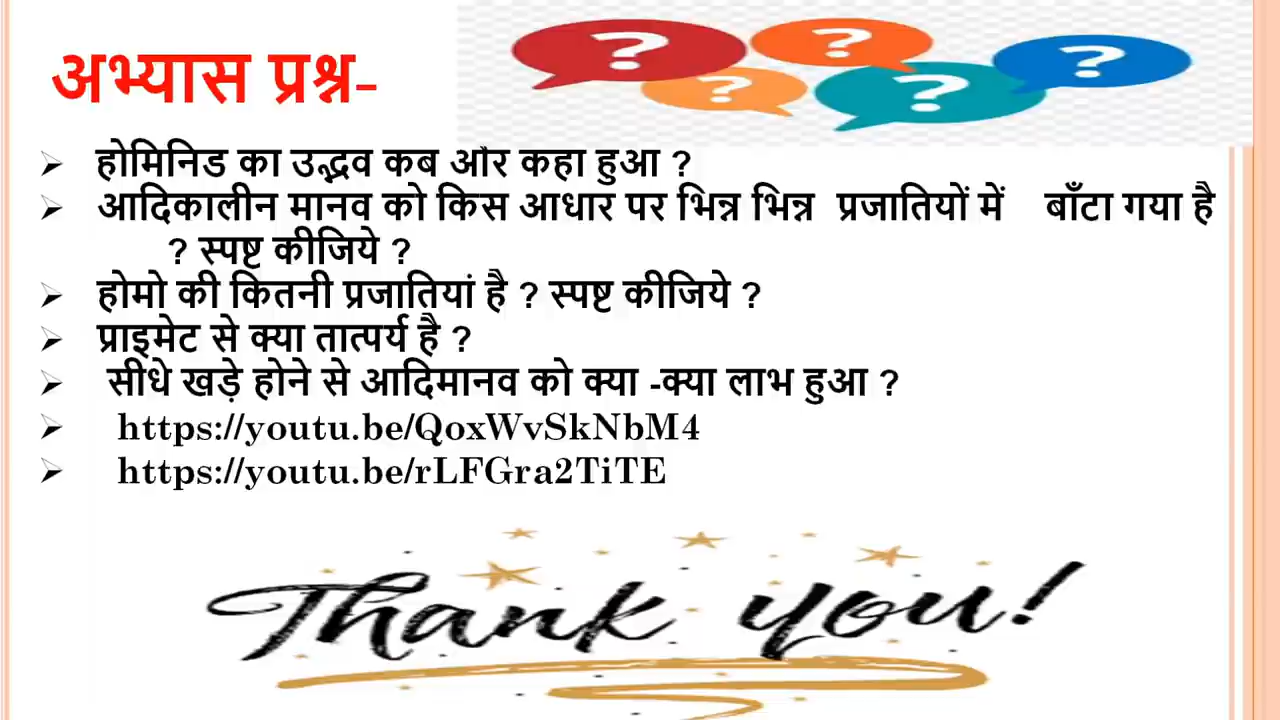 अभ्यास प्रश्न-
? ? ? ? ?
➢ होमिनिड का उद्भव कब और कहा हुआ ?
➢ आदिकालीन मानव को किस आधार पर भिन्न भिन्न प्रजातियों में बाँटा गया है
? स्पष्ट कीजिये ?
➢ होमो की कितनी प्रजातियां है ? स्पष्ट कीजिये ?
➢ प्राइमेट से क्या तात्पर्य है ?
➢ सीधे खड़े होने से आदिमानव को क्या -क्या लाभ हुआ ?
➢ https://youtu.be/QoxWvSkNbM4
➢ https://youtu.be/rLFGra2TiTE
Thank you!